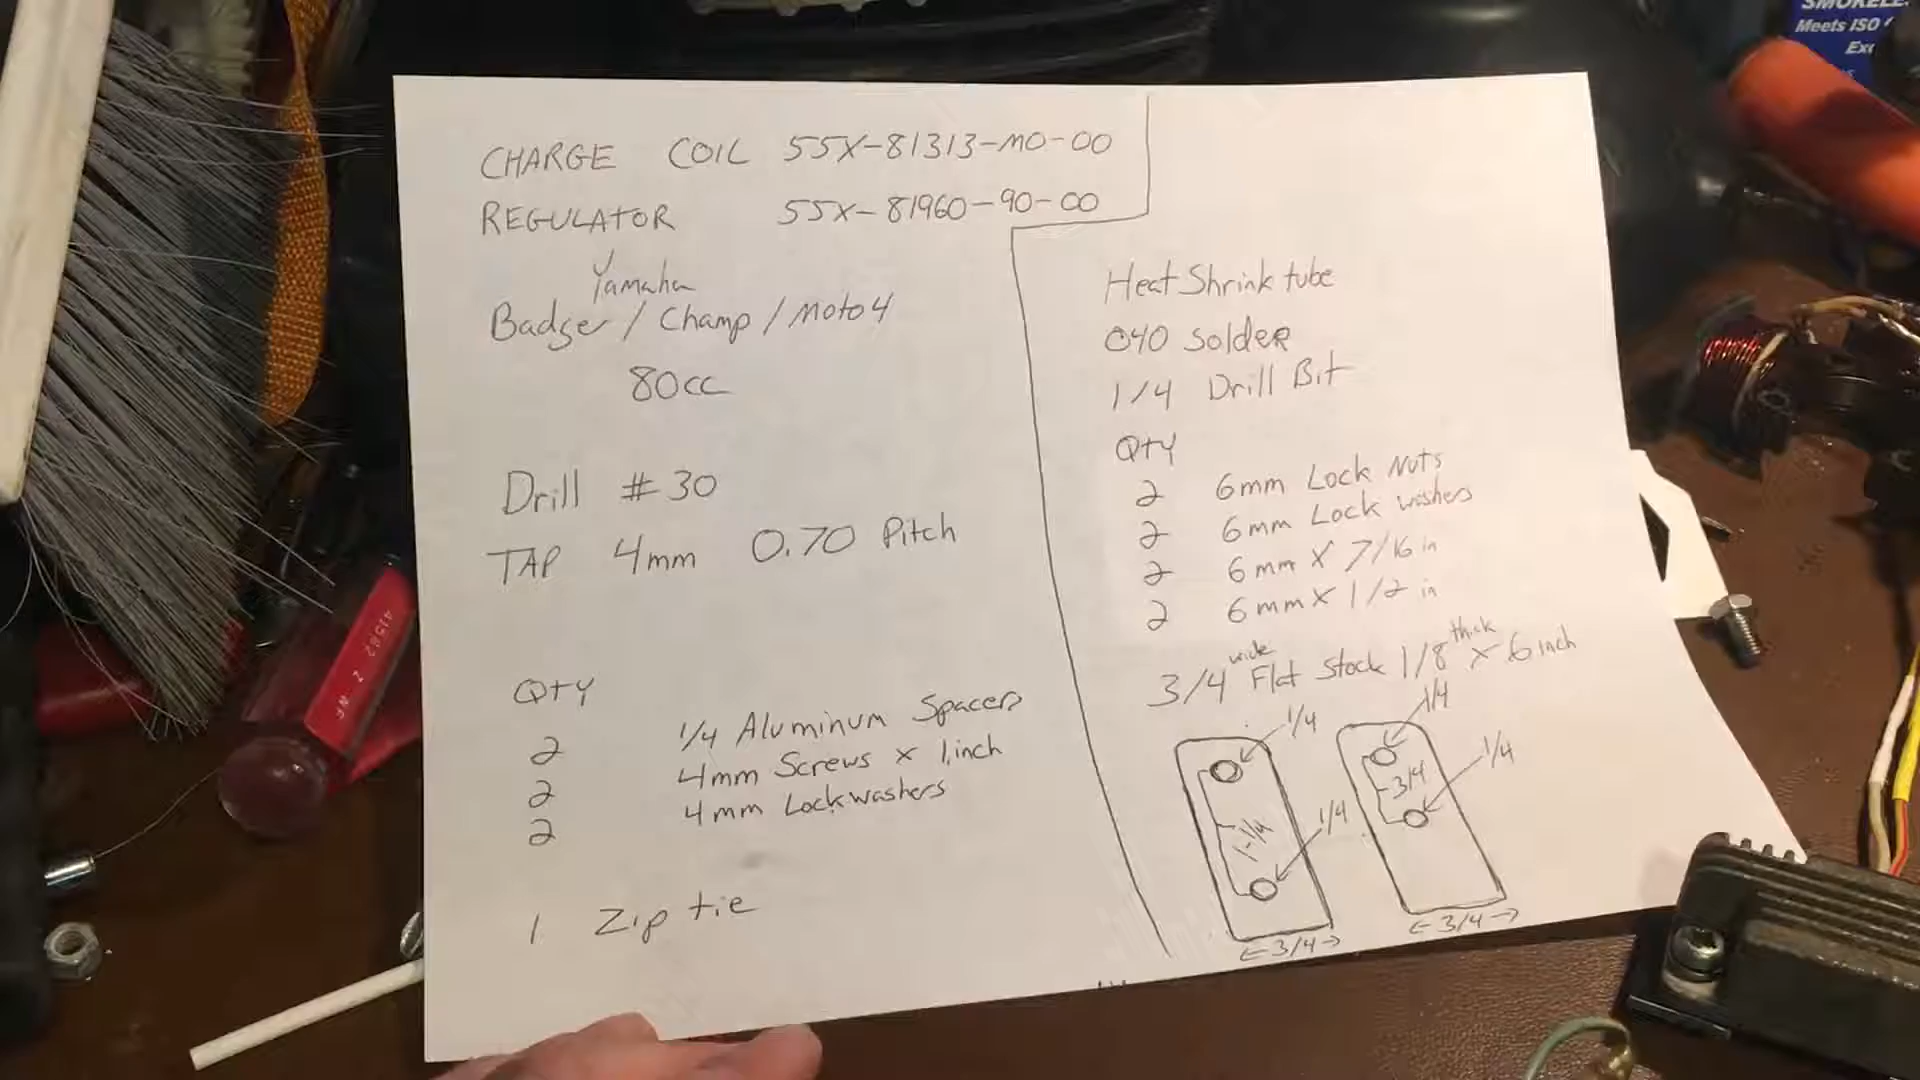 CHARGE COIL 55X-81313-M0-00
REGULATOR 55X-81960-90-00
Yamaha
Badger / Champ / Moto 4
80cc
Drill #30
TAP 4mm 0.70 Pitch
QTY
2 1/4 Aluminum Spacers
2 4mm Screws x 1 inch
2 4mm Lockwashers
1 Zip tie
Heat Shrink tube
040 Solder
1/4 Drill Bit
QTY
2 6mm Lock Nuts
2 6mm Lock washers
2 6mm X 7/16 in
2 6mm X 1/2 in
3/4 wide Flat Stock 1/8 thick x 6 inch
1/4
1/4
1-1/4
3/4
1/4
1/4
← 3/4 →
← 3/4 →
Meets ISO
41582